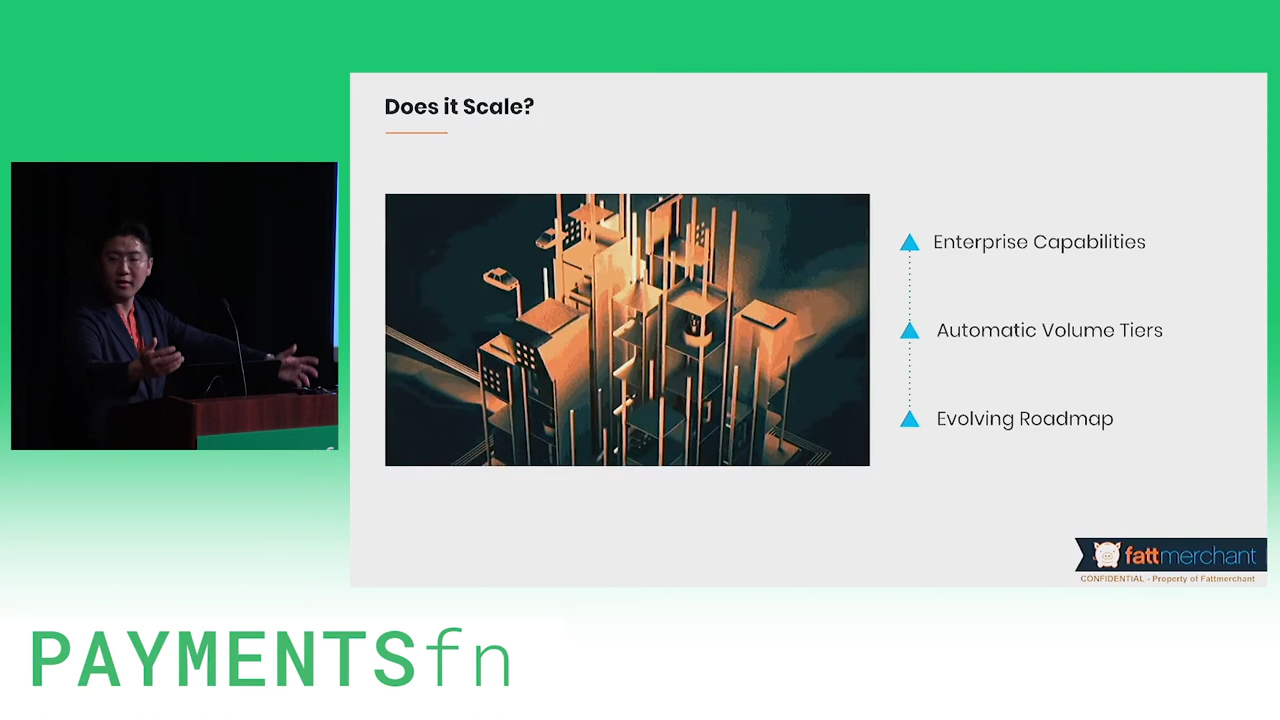 Does it Scale?
Enterprise Capabilities
Automatic Volume Tiers
Evolving Roadmap
fattmerchant
CONFIDENTIAL - Property of Fattmerchant
PAYMENTSfn